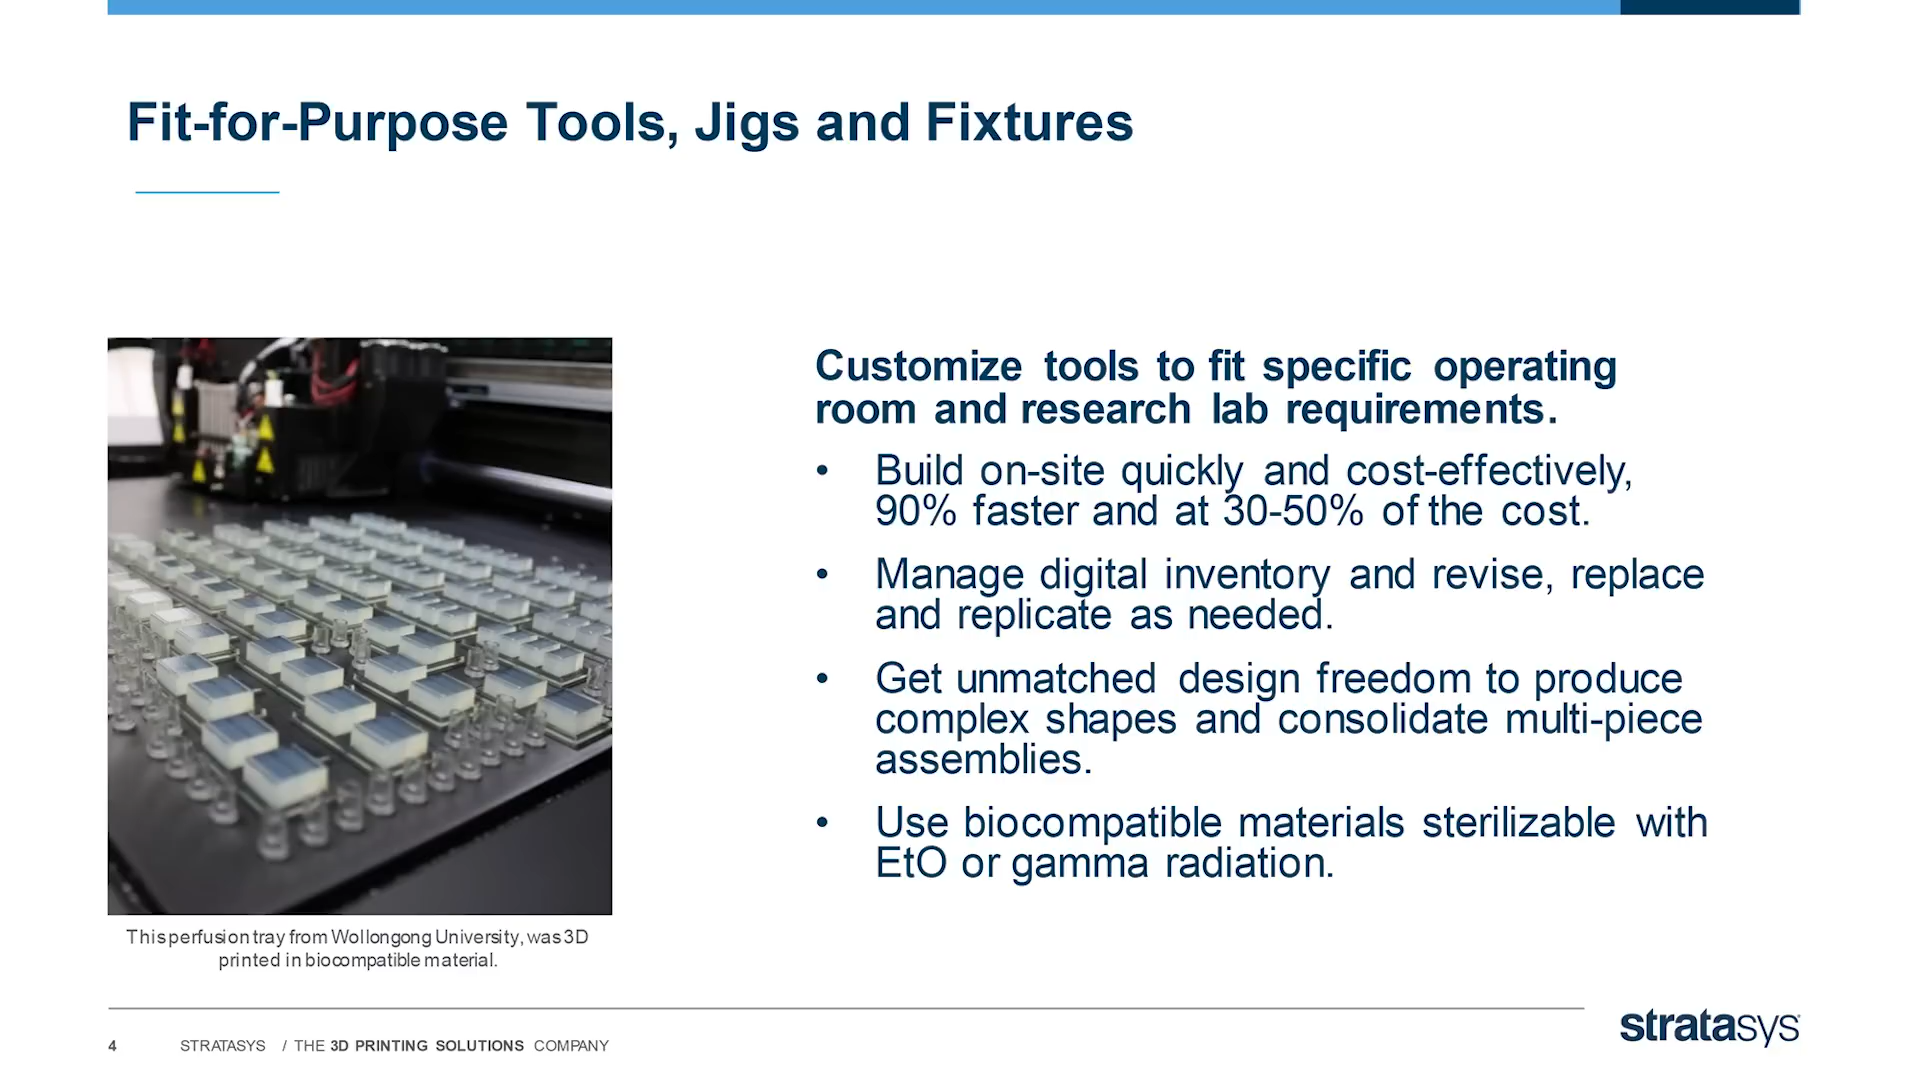 Fit-for-Purpose Tools, Jigs and Fixtures
Customize tools to fit specific operating
room and research lab requirements.
• Build on-site quickly and cost-effectively,
90% faster and at 30-50% of the cost.
• Manage digital inventory and revise, replace
and replicate as needed.
• Get unmatched design freedom to produce
complex shapes and consolidate multi-piece
assemblies.
• Use biocompatible materials sterilizable with
EtO or gamma radiation.
This perfusion tray from Wollongong University, was 3D
printed in biocompatible material.
4 STRATASYS / THE 3D PRINTING SOLUTIONS COMPANY
stratasys